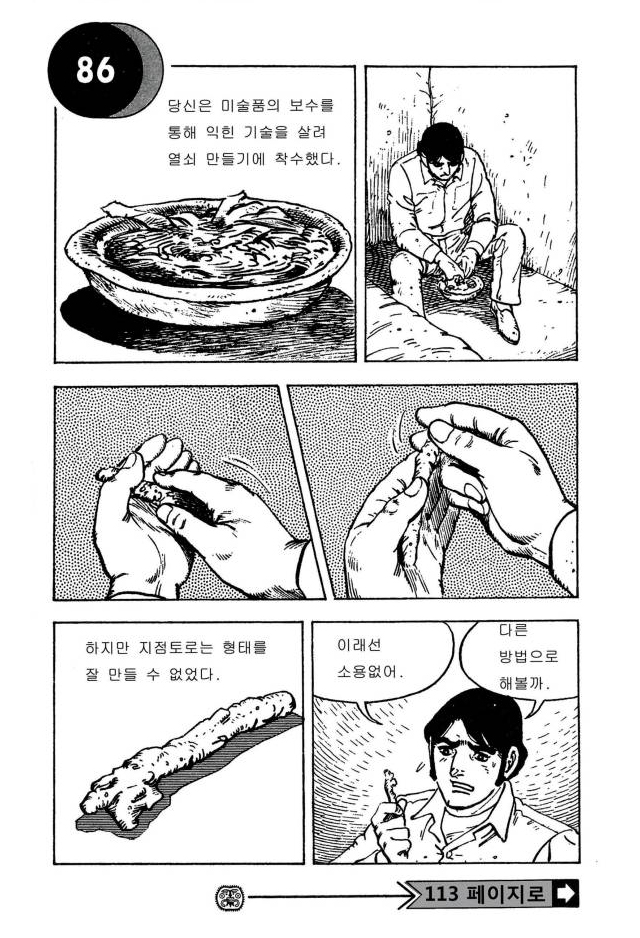 86
당신은 미술품의 보수를
통해 익힌 기술을 살려
열쇠 만들기에 착수했다.
하지만 지점토로는 형태를
잘 만들 수 없었다.
이래선
소용없어.
다른
방법으로
해볼까.
113 페이지로